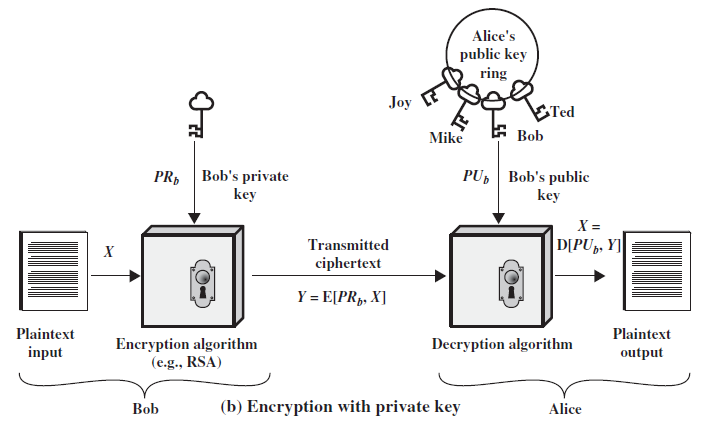 Alice's
public key
ring
Joy
Ted
Mike
Bob
PRb
Bob's private
key
PUb
Bob's public
key
X
Transmitted
ciphertext
X =
D[PUb, Y]
Y = E[PRb, X]
Plaintext
input
Encryption algorithm
(e.g., RSA)
Decryption algorithm
Plaintext
output
Bob
(b) Encryption with private key
Alice